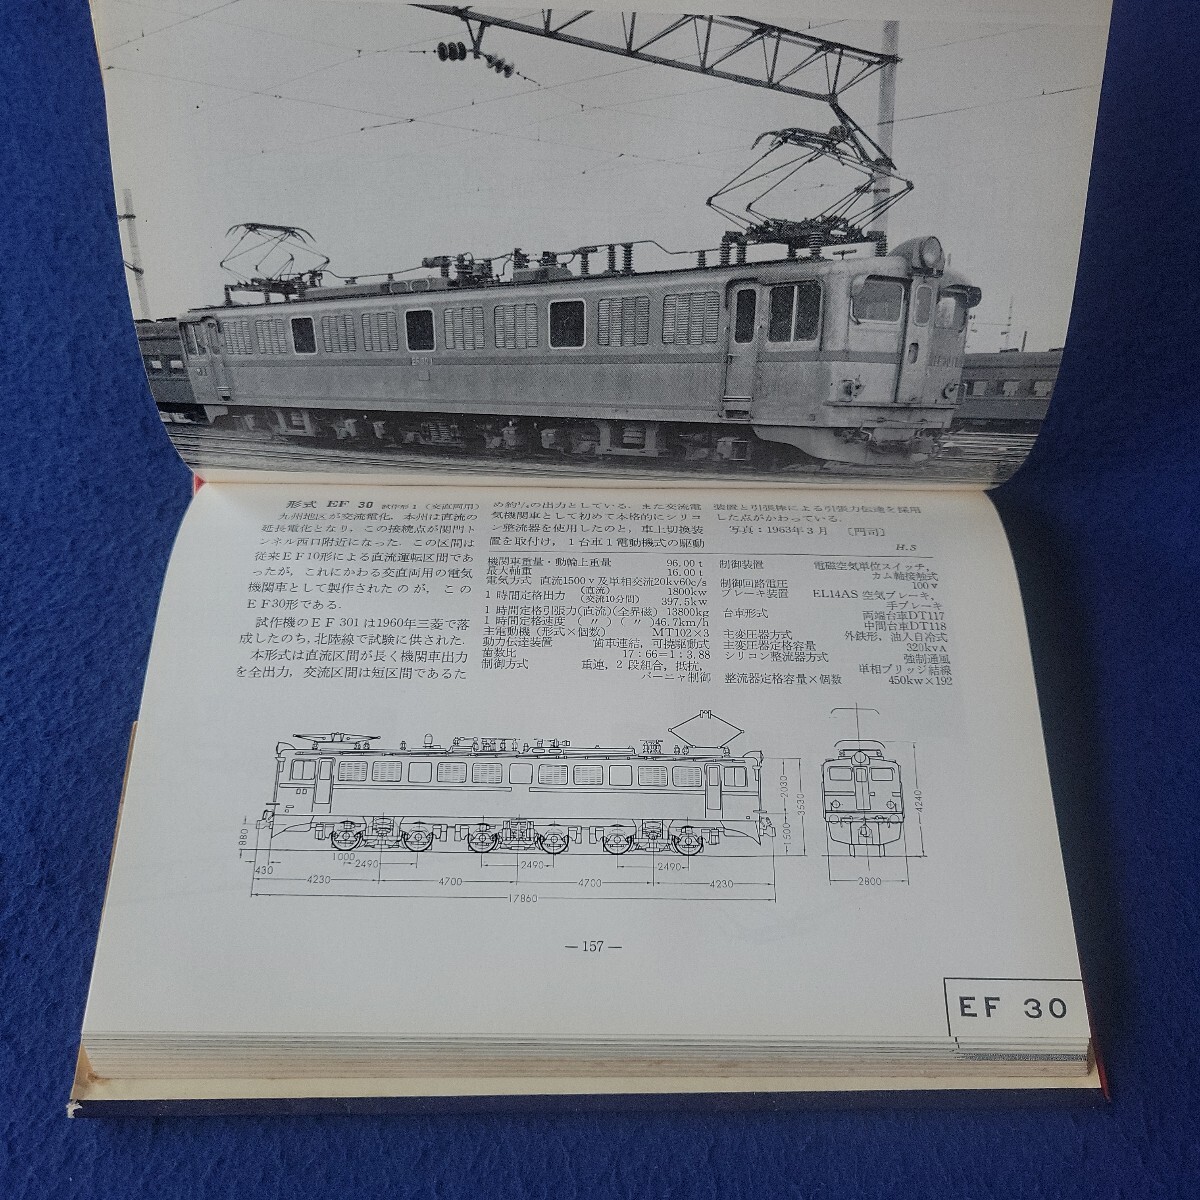 形式 EF 30 試作形1 (交直両用)
九州地区が交流電化,本州は直流の
延長電化となり,この接続点が関門ト
ンネル西口附近になった.この区間は
従来EF10形による直流運転区間であ
ったが,これにかわる交直両用の電気
機関車として製作されたのが,この
EF30形である.
試作機のEF301は1960年三菱で落
成したのち,北陸線で試験に供された.
本形式は直流区間が長く機関車出力
を全出力,交流区間は短区間であるた
の出力としている.また交流電
気機関車として初めて本格的にシリコ
ン整流器を使用したのと,車上切換装
置を取付け,1台車1電動機式の駆動
装置と引張棒による引張力伝達を採用
した点がかわっている.
写真:1963年3月 〔門司〕
H.S
機関車重量・動輪上重量 96.00 t
最大軸重 16.00 t
電気方式 直流1500v及単相交流20kv60c/s
1時間定格出力 (直流) 1800kw
(交流10分間) 397.5kw
1時間定格引張力(直流)(全界磁) 13800kg
1時間定格速度 (〃)(〃) 46.7km/h
主電動機(形式×個数) MT102×3
動力伝達装置 歯車連結,可撓駆動式
歯数比 17:66=1:3.88
制御方式 重連,2段組合,抵抗,
バーニヤ制御
制御装置 電磁空気単位スイッチ,
カム軸接触式
制御回路電圧 100v
ブレーキ装置 EL14AS空気ブレーキ,
手ブレーキ
台車形式 両端台車DT117
中間台車DT118
主変圧器方式 外鉄形,油入自冷式
主変圧器定格容量 320kvA
シリコン整流器方式 強制通風
単相ブリッジ結線
整流器定格容量×個数 450kw×192
880
430
1000
2490
2490
2490
4230
4700
4700
4230
17860
2030
1500
3530
4240
2800
— 157 —
EF 30